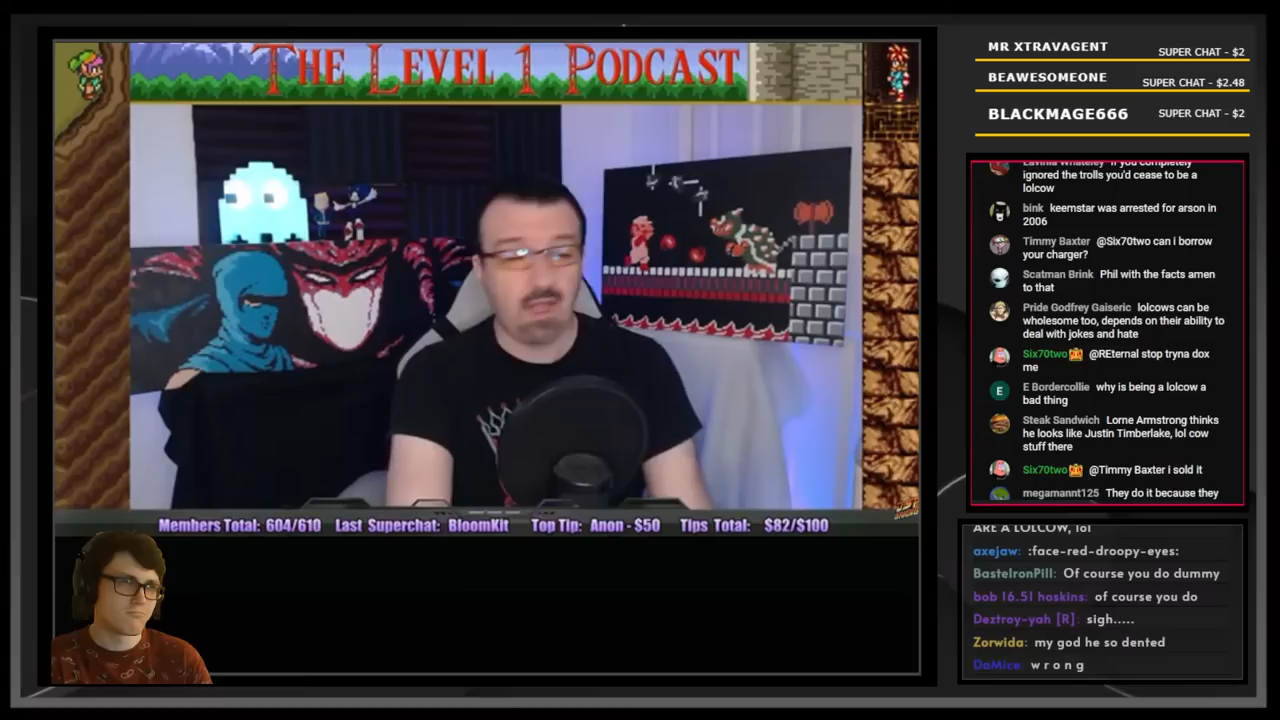 THE LEVEL 1 PODCAST
MR XTRAVAGENT
SUPER CHAT - $2
BEAWESOMEONE
SUPER CHAT - $2.48
BLACKMAGE666
SUPER CHAT - $2
Lavinia Whateley If you completely
ignored the trolls you'd cease to be a
lolcow
bink keemstar was arrested for arson in
2006
Timmy Baxter @Six70two can i borrow
your charger?
Scatman Brink Phil with the facts amen
to that
Pride Godfrey Gaiseric lolcows can be
wholesome too, depends on their ability to
deal with jokes and hate
Six70two @REternal stop tryna dox
me
E
E Bordercollie why is being a lolcow a
bad thing
Steak Sandwich Lorne Armstrong thinks
he looks like Justin Timberlake, lol cow
stuff there
Six70two @Timmy Baxter i sold it
megamannt125 They do it because they
Members Total: 604/610 Last Superchat: BloomKit Top Tip: Anon - $50 Tips Total: $82/$100
ARE A LOLCOW, lol
axejaw: :face-red-droopy-eyes:
BasteIronPill: Of course you do dummy
bob [6.5] hoskins: of course you do
Deztroy-yah [R]: sigh.....
Zorwida: my god he so dented
DaMice: w r o n g